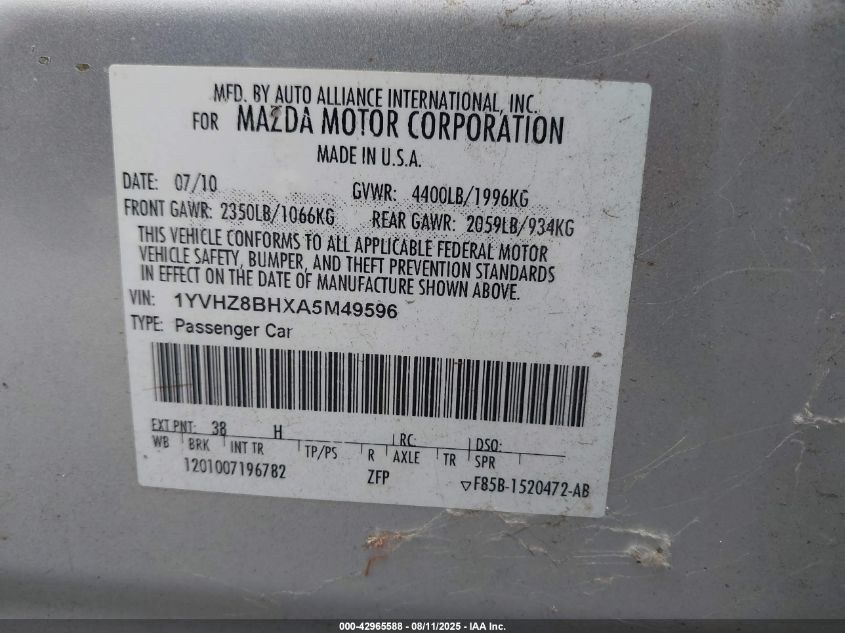 MFD. BY AUTO ALLIANCE INTERNATIONAL, INC.
FOR MAZDA MOTOR CORPORATION
MADE IN U.S.A.
DATE: 07/10 GVWR: 4400LB/1996KG
FRONT GAWR: 2350LB/1066KG REAR GAWR: 2059LB/934KG
THIS VEHICLE CONFORMS TO ALL APPLICABLE FEDERAL MOTOR
VEHICLE SAFETY, BUMPER, AND THEFT PREVENTION STANDARDS
IN EFFECT ON THE DATE OF MANUFACTURE SHOWN ABOVE.
VIN: 1YVHZ8BHXA5M49596
TYPE: Passenger Car
EXT PNT: 38 H RC: DSO:
WB BRK INT TR TP/PS R AXLE TR SPR
1201007196782 ZFP ▽F85B-1520472-AB
000-42965588 - 08/11/2025 - IAA Inc.